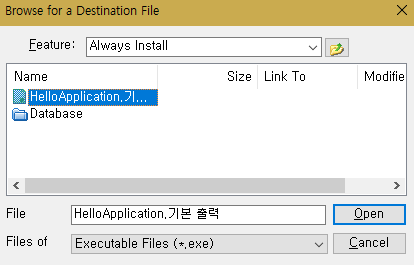 Browse for a Destination File
Feature: Always Install
Name Size Link To Modifie
HelloApplication.기...
Database
File HelloApplication.기본 출력 Open
Files of Executable Files (*.exe) Cancel